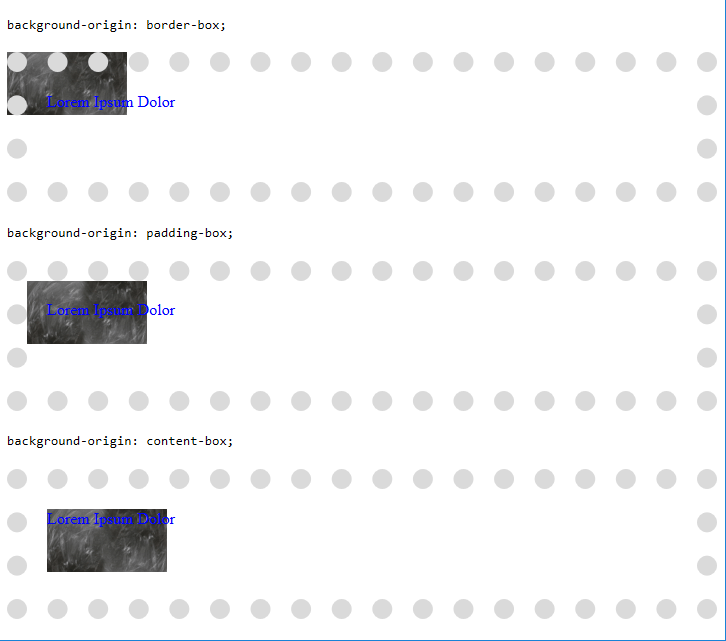 background-origin: border-box;
Lorem Ipsum Dolor
background-origin: padding-box;
Lorem Ipsum Dolor
background-origin: content-box;
Lorem Ipsum Dolor